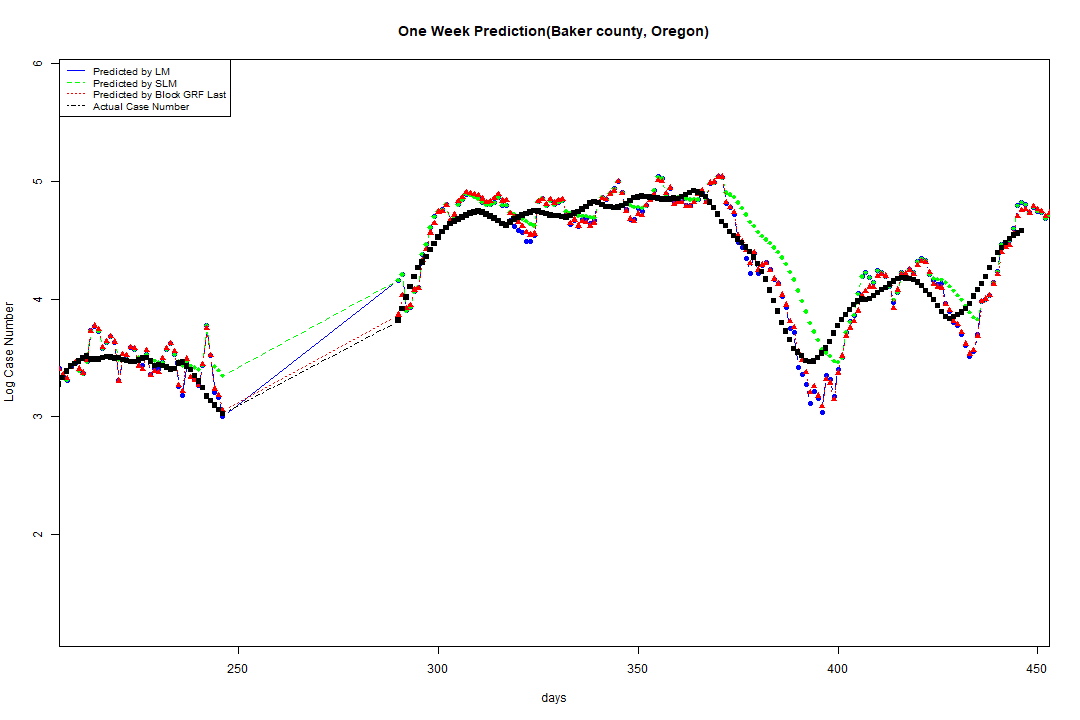 One Week Prediction(Baker county, Oregon)
6
Predicted by LM
Predicted by SLM
Predicted by Block GRF Last
Actual Case Number
5
4
3
2
Log Case Number
250
300
350
400
450
days